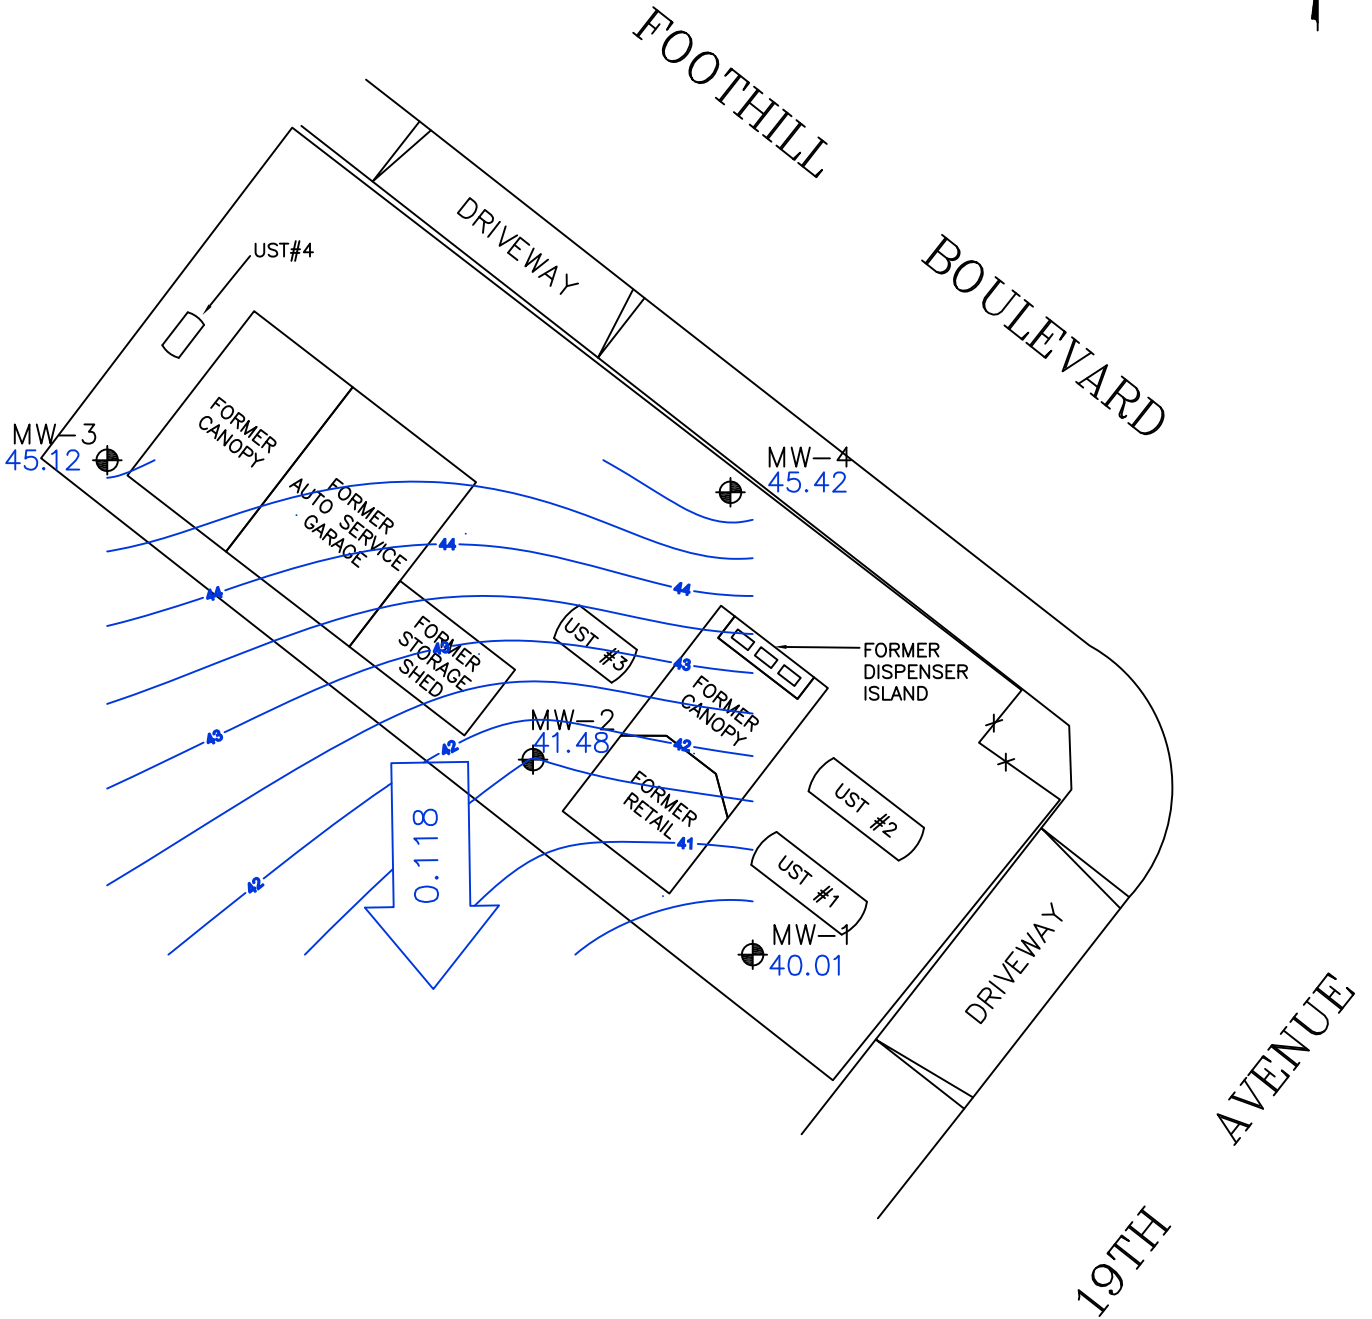 FOOTHILL
BOULEVARD
DRIVEWAY
UST#4
FORMER
CANOPY
MW-3
45.12
MW-4
45.42
FORMER
AUTO SERVICE
GARAGE
44
44
44
FORMER
STORAGE
SHED
43
UST #3
43
FORMER
DISPENSER
ISLAND
FORMER
CANOPY
MW-2
41.48
43
42
42
FORMER
RETAIL
UST #2
0.118
41
UST #1
42
MW-1
40.01
DRIVEWAY
19TH AVENUE